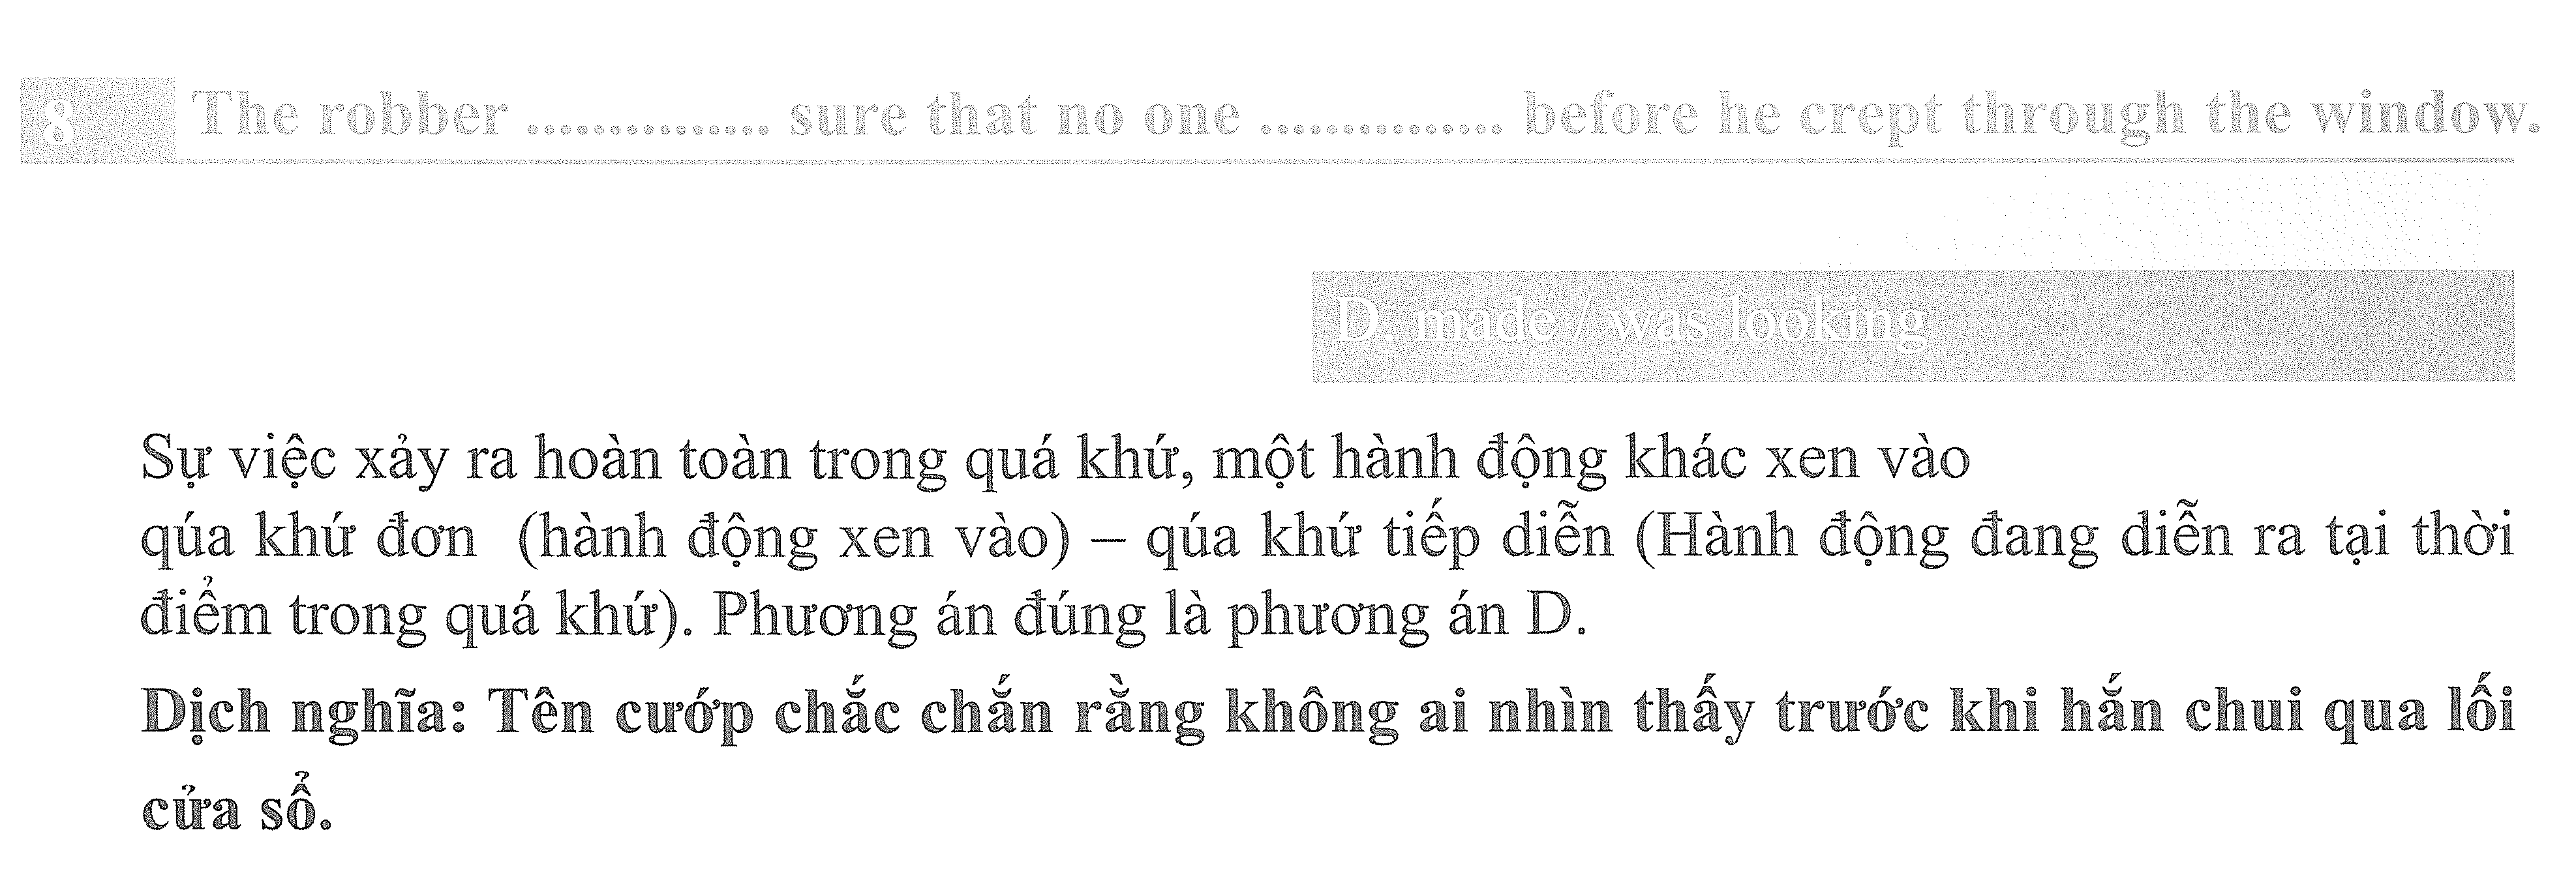 8 The robber .............. sure that no one .............. before he crept through the window.
D. made / was looking
Sự việc xảy ra hoàn toàn trong quá khứ, một hành động khác xen vào
qúa khứ đơn (hành động xen vào) – qúa khứ tiếp diễn (Hành động đang diễn ra tại thời
điểm trong quá khứ). Phương án đúng là phương án D.
Dịch nghĩa: Tên cướp chắc chắn rằng không ai nhìn thấy trước khi hắn chui qua lối
cửa sổ.